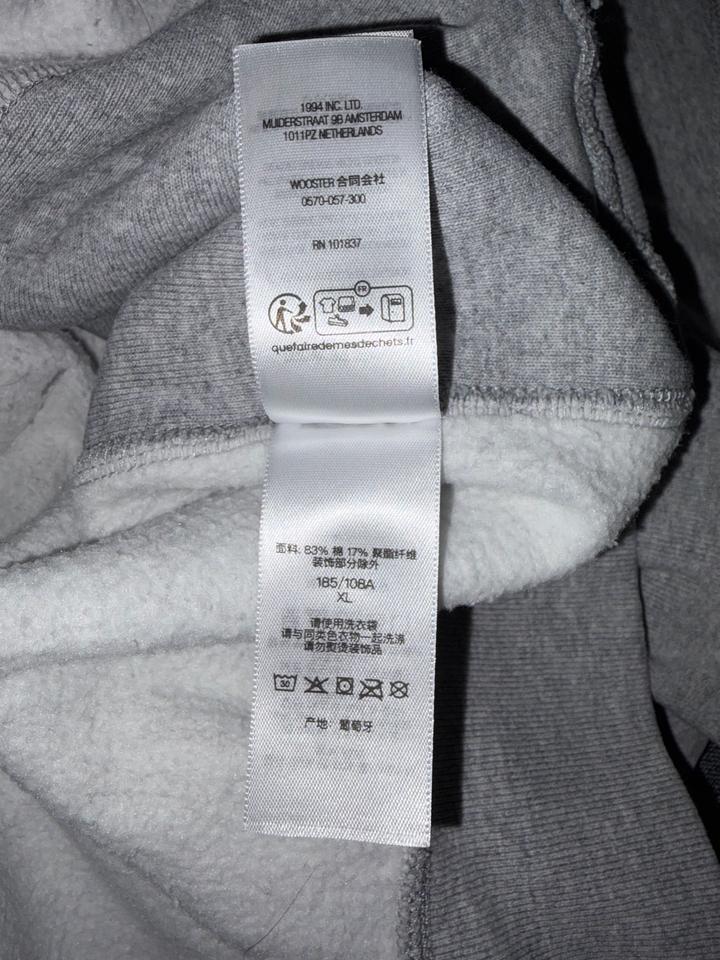 1994 INC. LTD.
MUIDERSTRAAT 9B AMSTERDAM
1011PZ NETHERLANDS
WOOSTER 合同会社
0570-057-300
RN 101837
FR
quefairedemesdechets.fr
面料: 83% 棉 17% 聚酯纤维
装饰部分除外
185/108A
XL
请使用洗衣袋
请与同类色衣物一起洗涤
请勿熨烫装饰品
30
产地: 葡萄牙